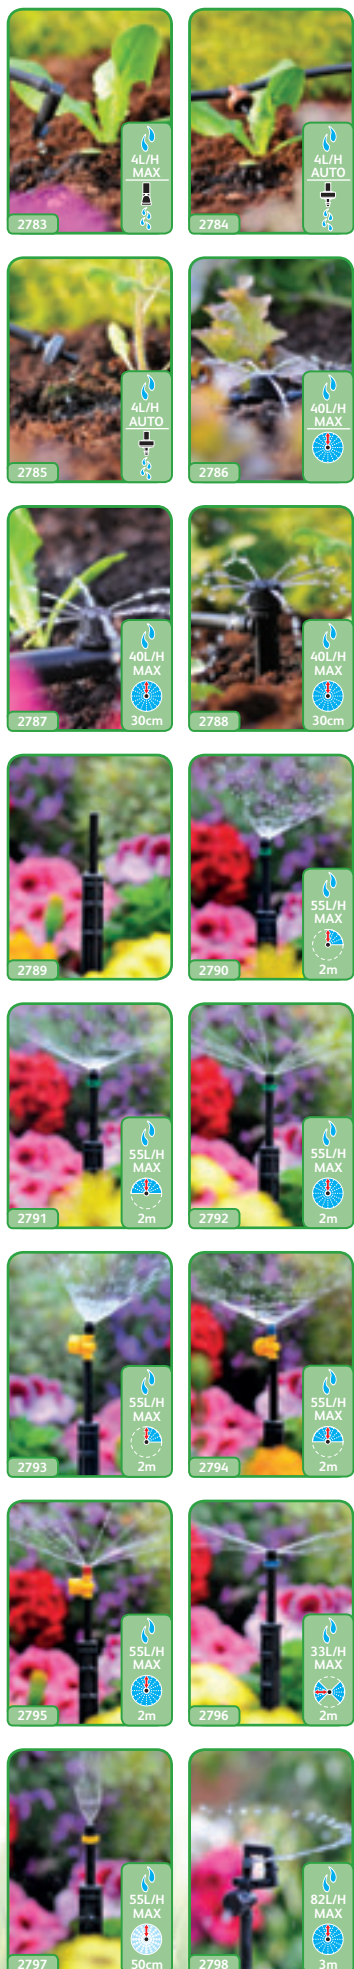 4L/H
MAX
2783
4L/H
AUTO
2784
4L/H
AUTO
2785
40L/H
MAX
2786
40L/H
MAX
30cm
2787
40L/H
MAX
30cm
2788
2789
55L/H
MAX
2m
2790
55L/H
MAX
2m
2791
55L/H
MAX
2m
2792
55L/H
MAX
2m
2793
55L/H
MAX
2m
2794
55L/H
MAX
2m
2795
33L/H
MAX
2m
2796
55L/H
MAX
50cm
2797
82L/H
MAX
3m
2798